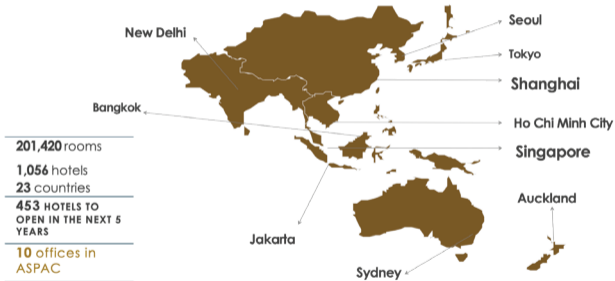 New Delhi
Seoul
Tokyo
Shanghai
Bangkok
Ho Chi Minh City
Singapore
201,420 rooms
1,056 hotels
23 countries
453 HOTELS TO
OPEN IN THE NEXT 5
YEARS
10 offices in
ASPAC
Auckland
Jakarta
Sydney